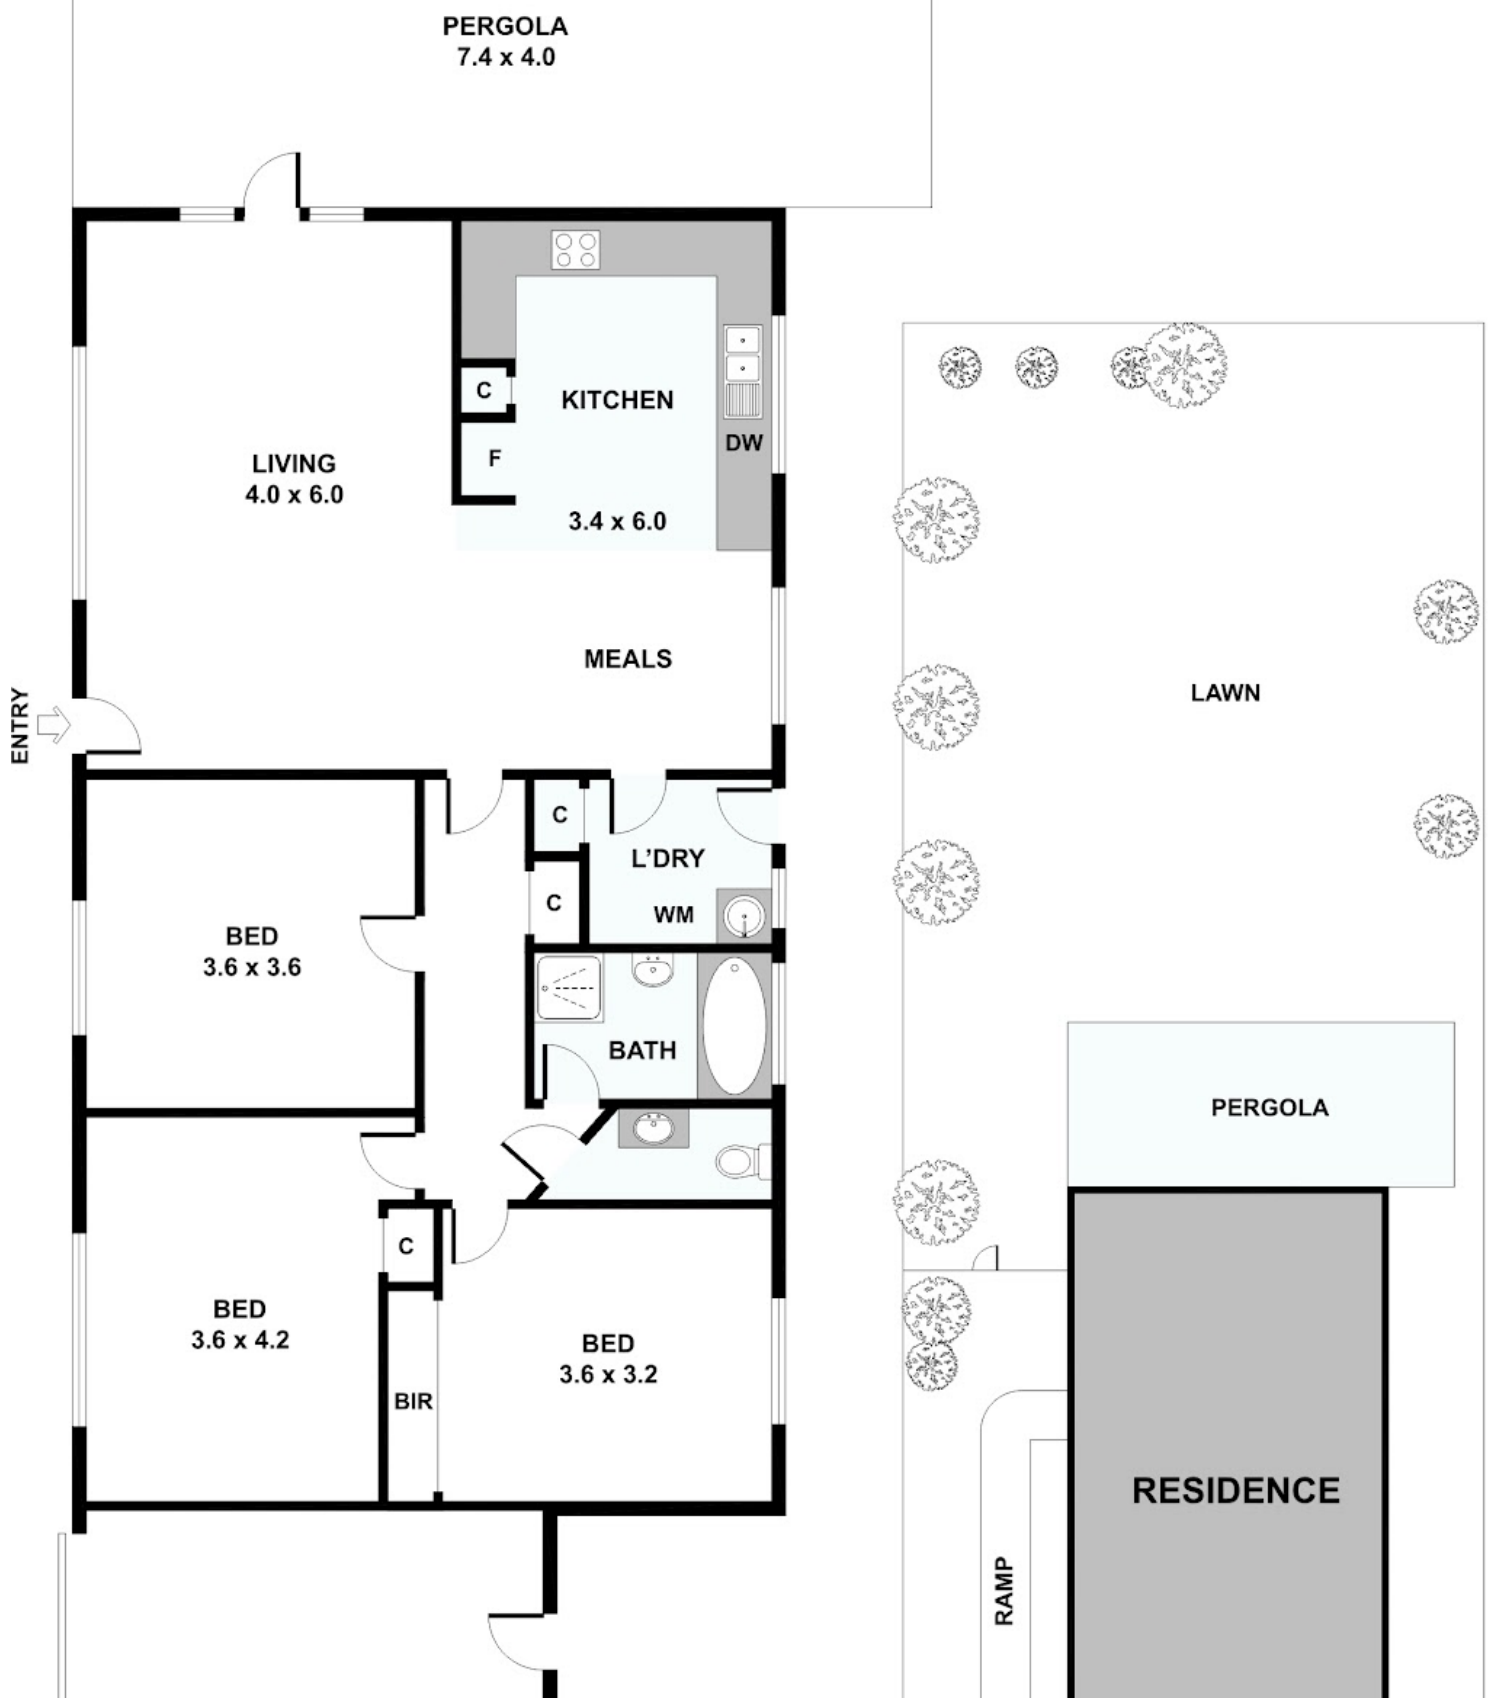 PERGOLA
7.4 x 4.0
KITCHEN
C
DW
F
LIVING
4.0 x 6.0
3.4 x 6.0
MEALS
ENTRY
C
L'DRY
C
WM
BED
3.6 x 3.6
BATH
C
BED
3.6 x 4.2
BED
3.6 x 3.2
BIR
LAWN
PERGOLA
RESIDENCE
RAMP